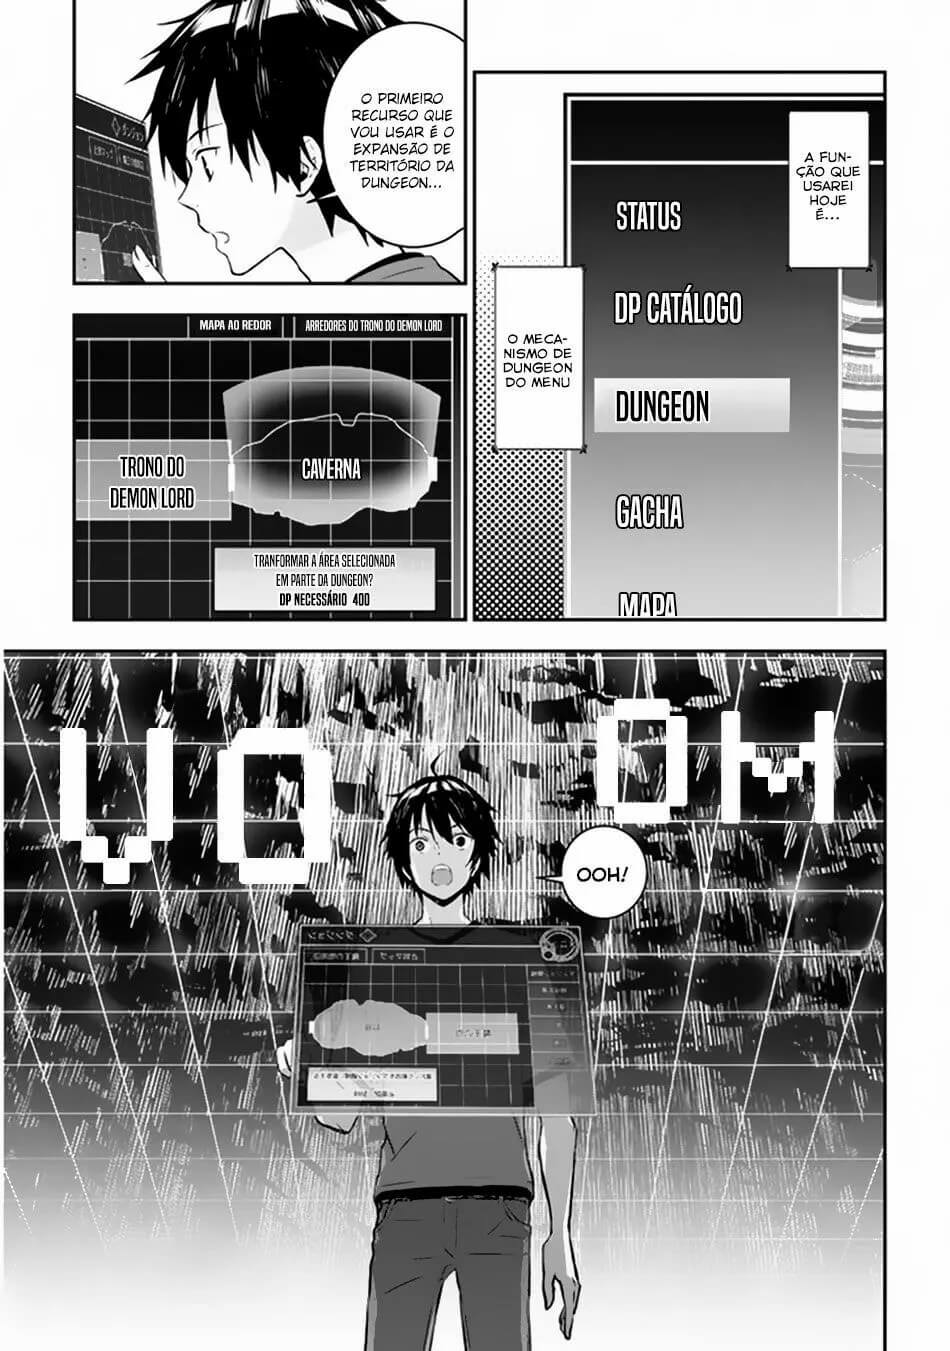 A FUN-
ÇÃO QUE
USAREI
HOJE
É...
STATUS
DP CATÁLOGO
DUNGEON
GACHA
MAPA
O MECA-
NISMO DE
DUNGEON
DO MENU
O PRIMEIRO
RECURSO QUE
VOU USAR É O
EXPANSÃO DE
TERRITÓRIO DA
DUNGEON...
MAPA AO REDOR
ARREDORES DO TRONO DO DEMON LORD
TRONO DO
DEMON LORD
CAVERNA
TRANFORMAR A ÁREA SELECIONADA
EM PARTE DA DUNGEON?
DP NECESSÁRIO 400
VOOM
OOH!